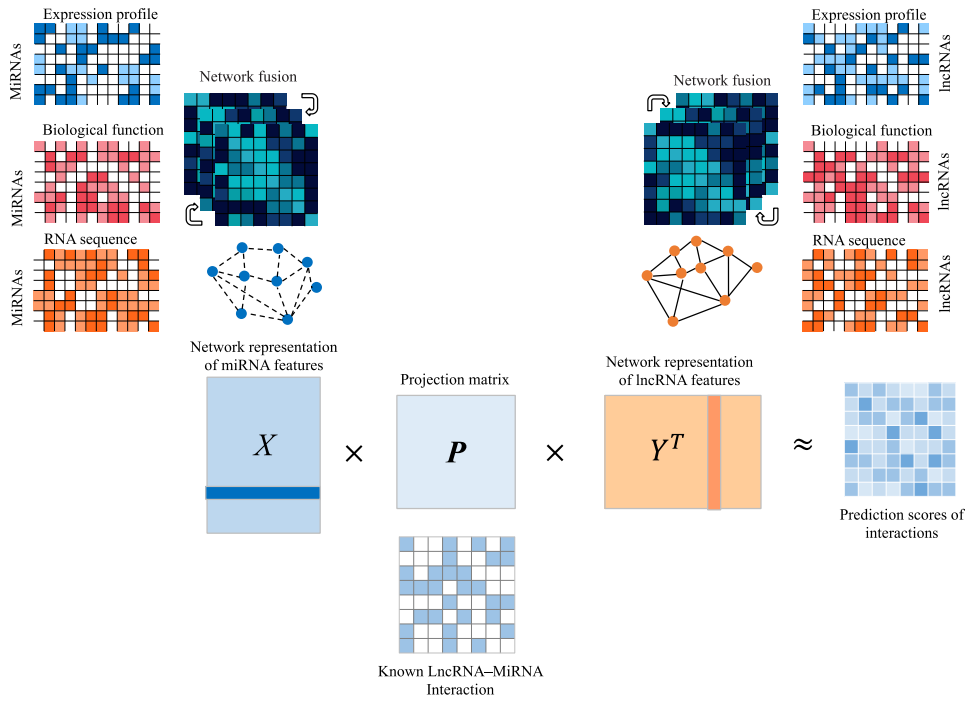 Expression profile
MiRNAs
Biological function
MiRNAs
RNA sequence
MiRNAs
Network fusion
Network fusion
Expression profile
lncRNAs
Biological function
lncRNAs
RNA sequence
lncRNAs
Network representation
of miRNA features
X
×
Projection matrix
P
×
Network representation
of lncRNA features
Y^T
≈
Prediction scores of
interactions
Known LncRNA–MiRNA
Interaction